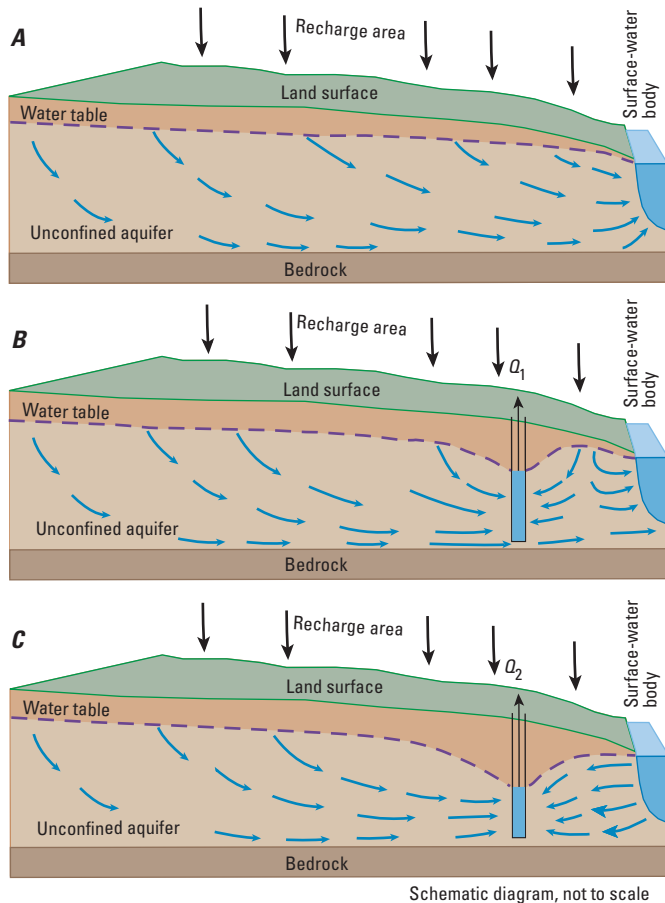 A
Recharge area
Land surface
Surface-water
body
Water table
Unconfined aquifer
Bedrock
B
Recharge area
Q1
Land surface
Surface-water
body
Water table
Unconfined aquifer
Bedrock
C
Recharge area
Q2
Land surface
Surface-water
body
Water table
Unconfined aquifer
Bedrock
Schematic diagram, not to scale